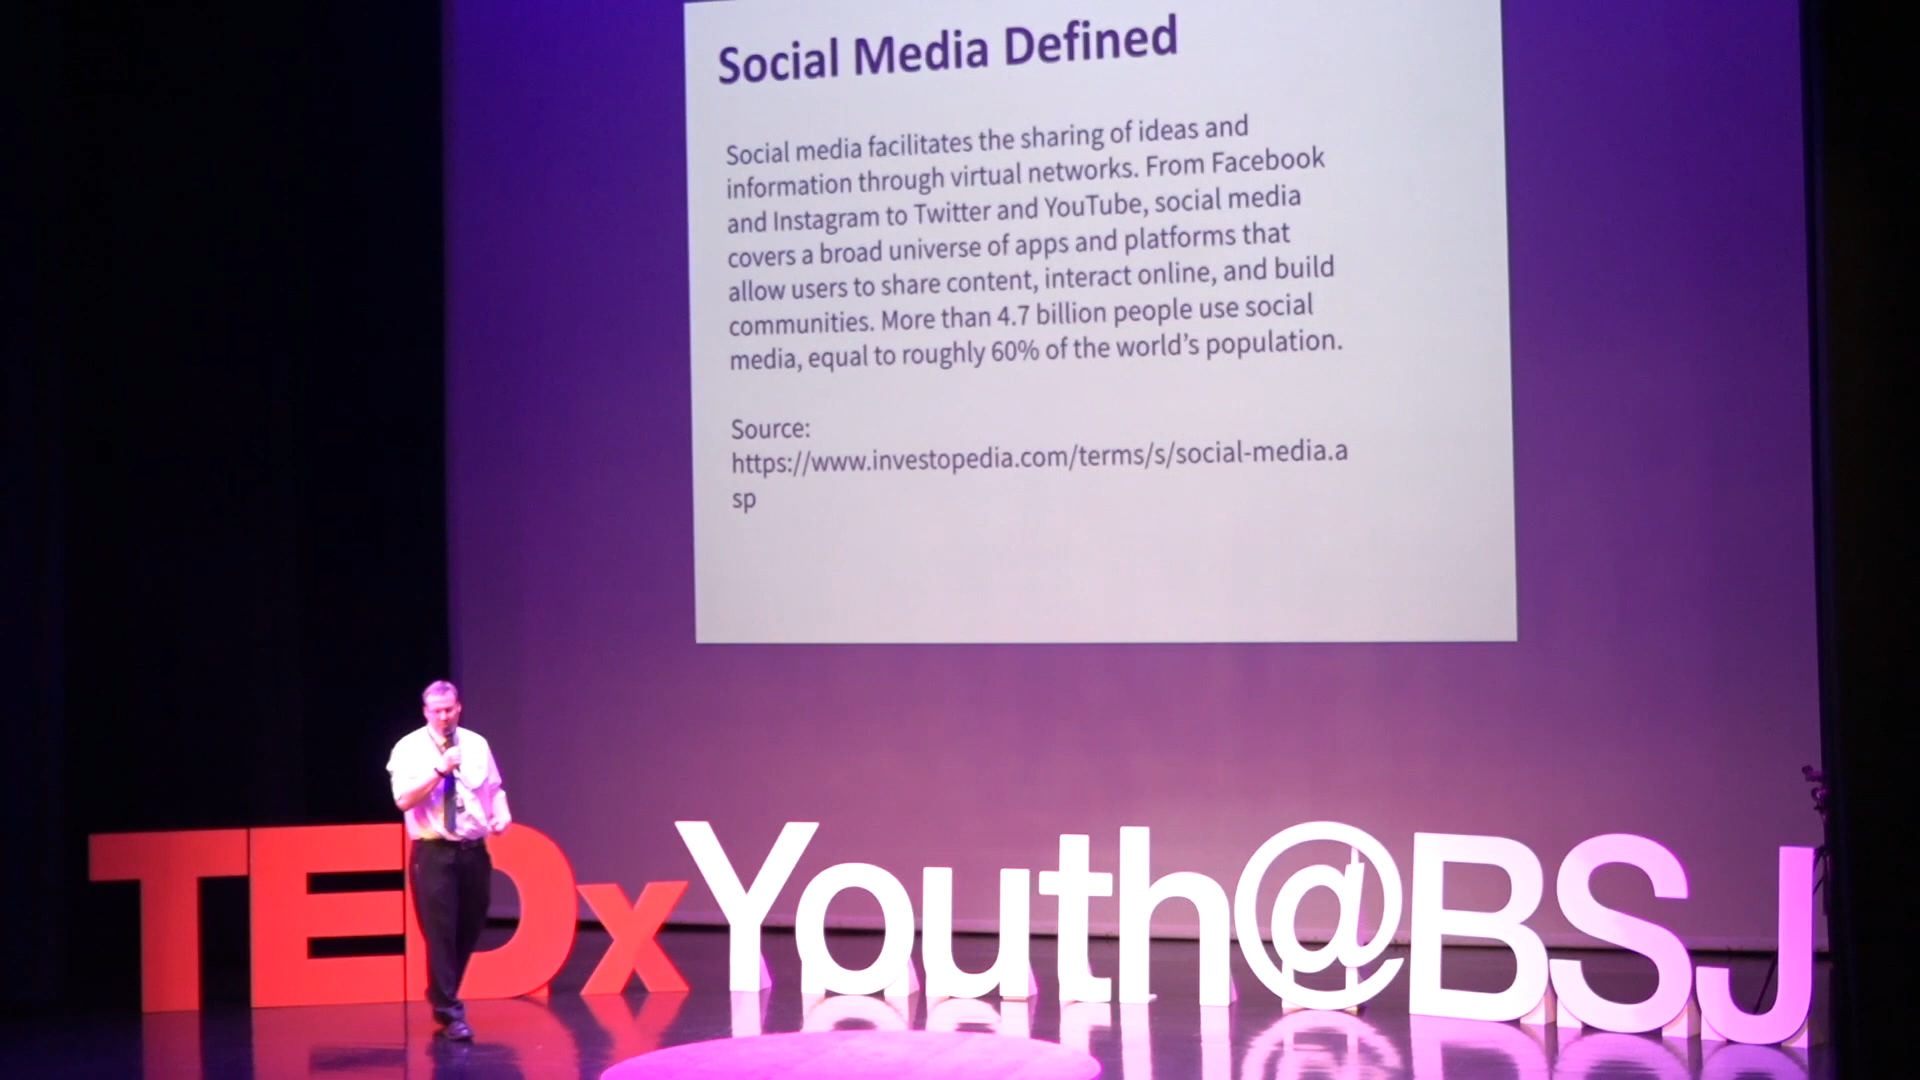 Social Media Defined
Social media facilitates the sharing of ideas and
information through virtual networks. From Facebook
and Instagram to Twitter and YouTube, social media
covers a broad universe of apps and platforms that
allow users to share content, interact online, and build
communities. More than 4.7 billion people use social
media, equal to roughly 60% of the world’s population.
Source:
https://www.investopedia.com/terms/s/social-media.a
sp
TEDxYouth@BSJ